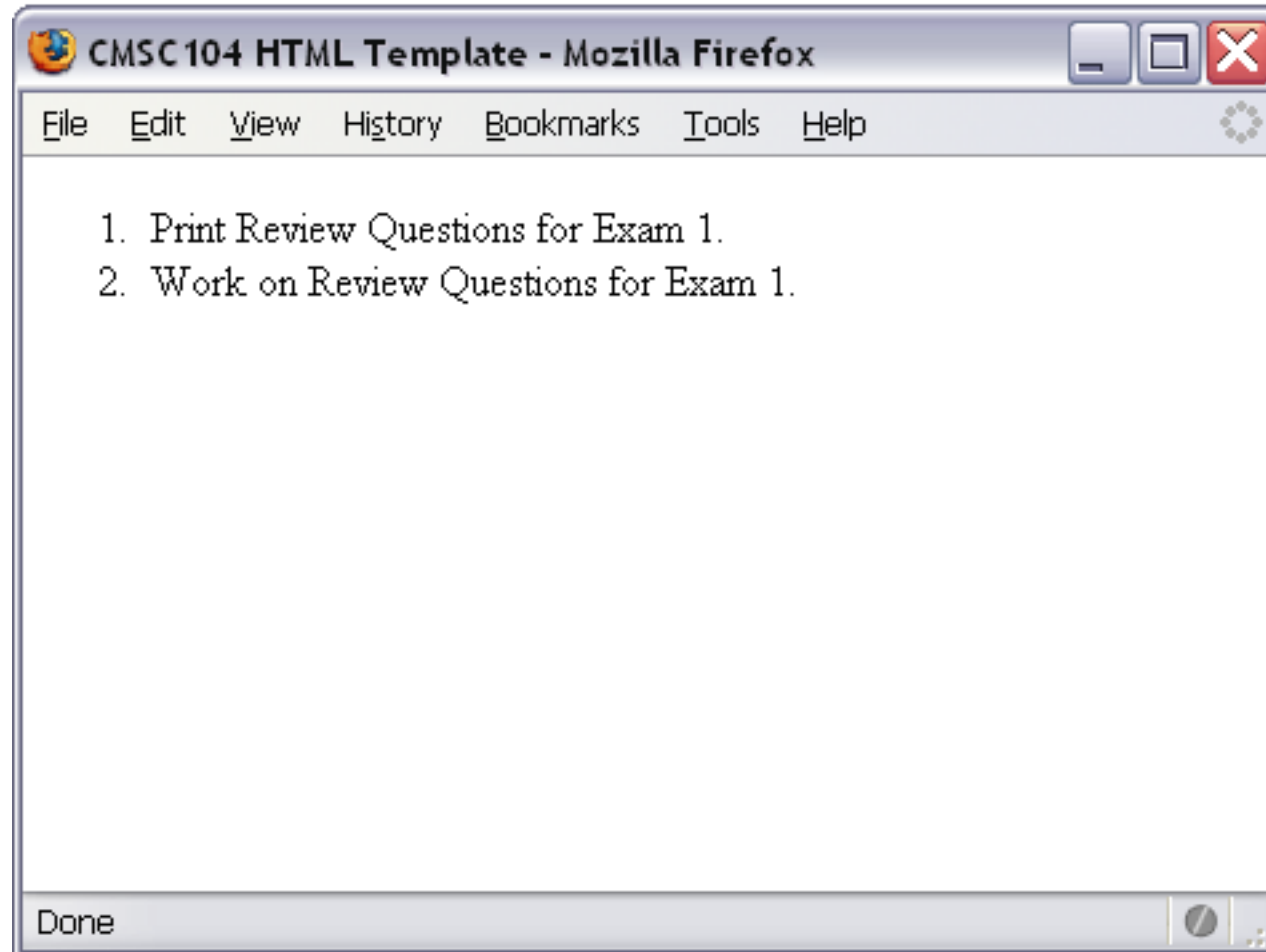 CMSC104 HTML Template - Mozilla Firefox
File Edit View History Bookmarks Tools Help
1. Print Review Questions for Exam 1.
2. Work on Review Questions for Exam 1.
Done